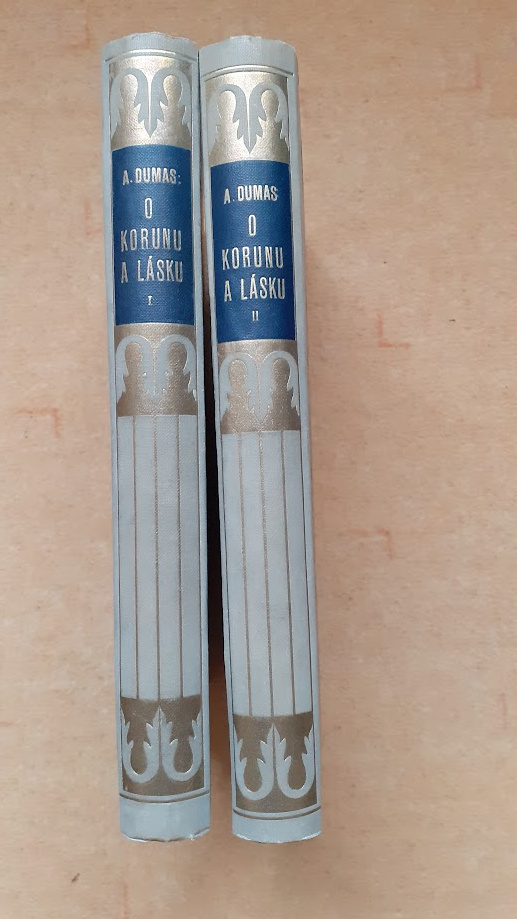 A. DUMAS:
O
KORUNU
A LÁSKU
I.
A. DUMAS
O
KORUNU
A LÁSKU
II